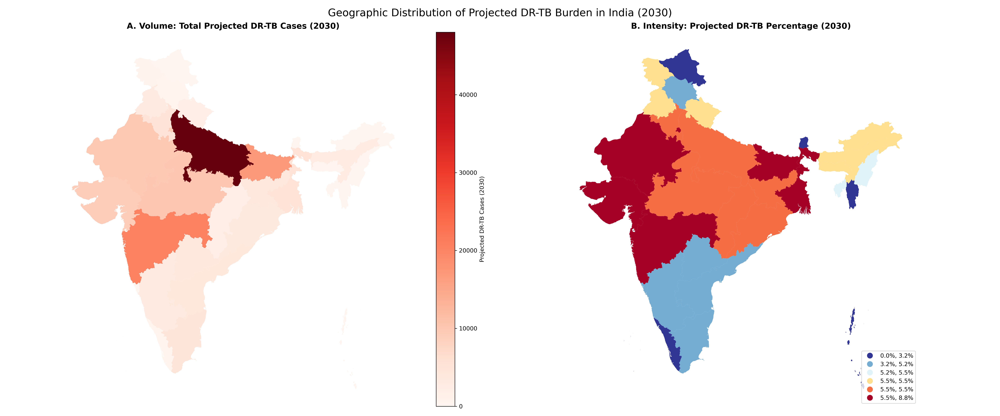 Geographic Distribution of Projected DR-TB Burden in India (2030)
A. Volume: Total Projected DR-TB Cases (2030)
40000
30000
20000
10000
0
Projected DR-TB Cases (2030)
B. Intensity: Projected DR-TB Percentage (2030)
0.0%, 3.2%
3.2%, 5.2%
5.2%, 5.5%
5.5%, 5.5%
5.5%, 5.5%
5.5%, 8.8%